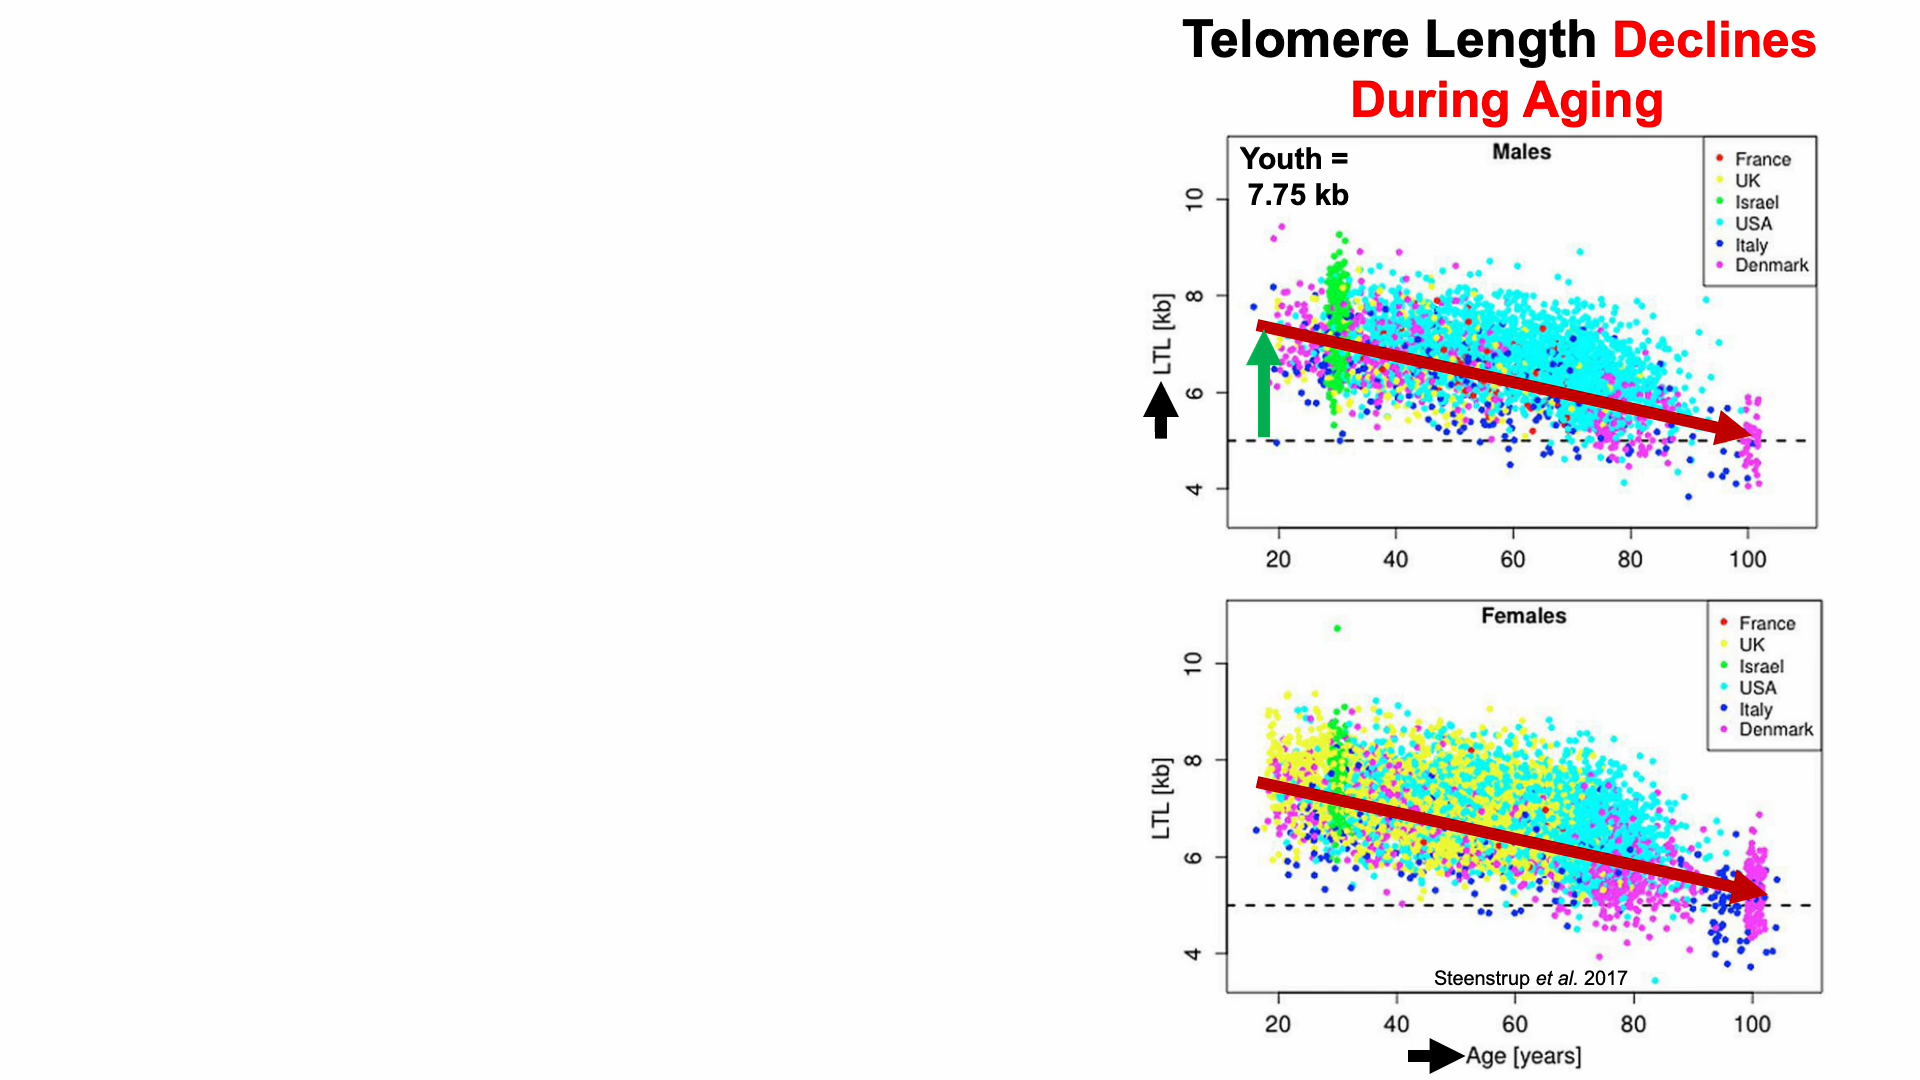 Telomere Length Declines
During Aging
Youth =
7.75 kb
Males
France
UK
Israel
USA
Italy
Denmark
LTL [kb]
10
8
6
4
20 40 60 80 100
Females
France
UK
Israel
USA
Italy
Denmark
LTL [kb]
10
8
6
4
Steenstrup et al. 2017
20 40 60 80 100
Age [years]